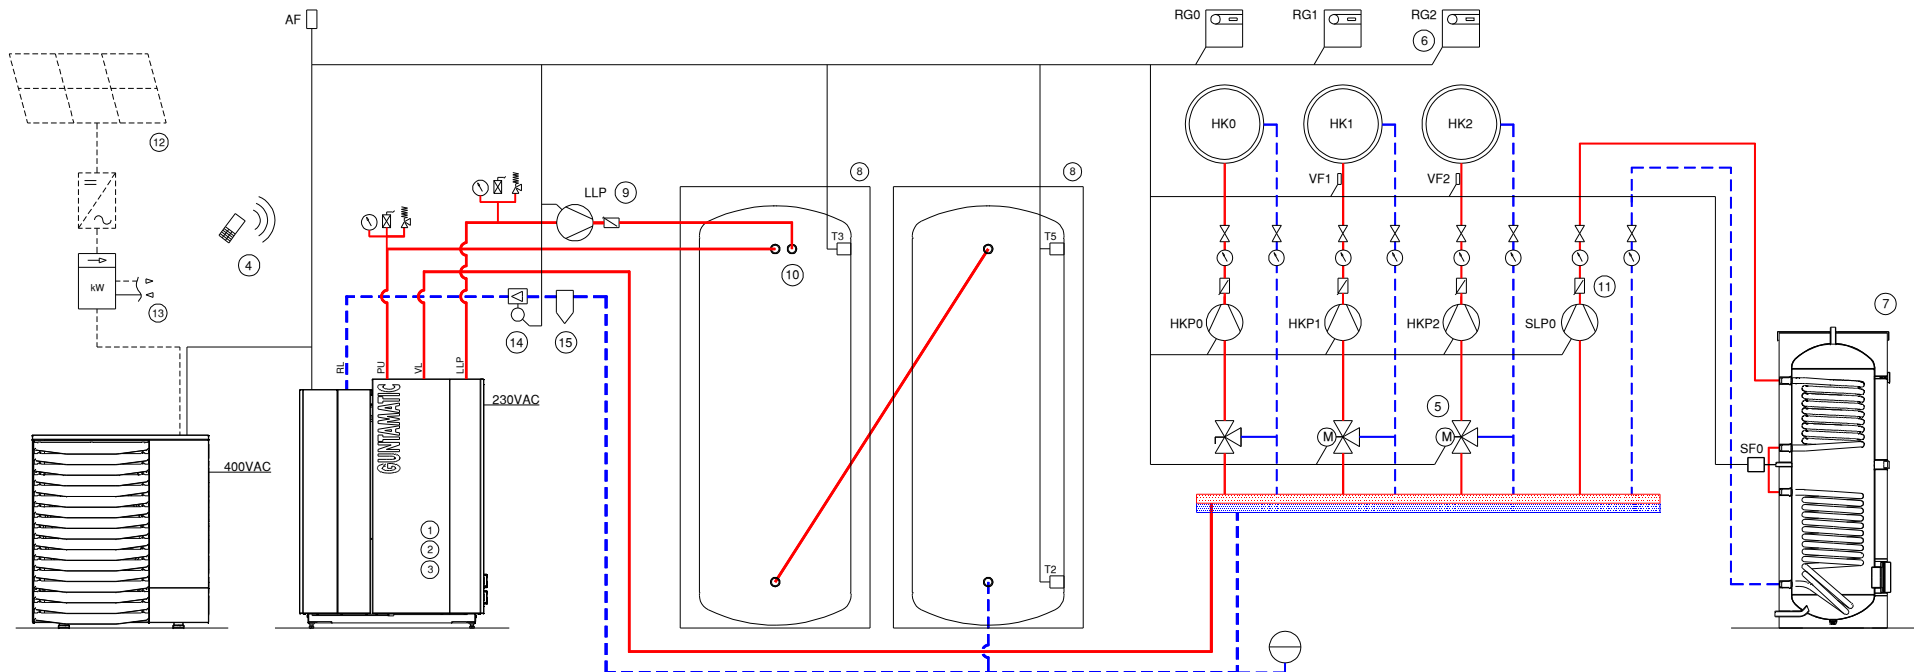 AF
RG0
RG1
RG2
6
HK0
HK1
HK2
12
4
kW
13
LLP
9
8
8
T3
T5
10
VF1
VF2
14
15
11
HKP0
HKP1
HKP2
SLP0
7
RL
PU
VL
LLP
GUNTAMATIC
230VAC
400VAC
5
M
M
SF0
1
2
3
T2